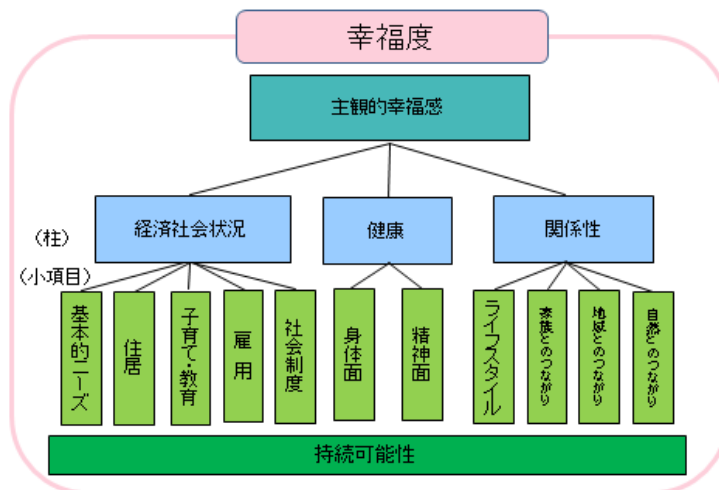 幸福度
主観的幸福感
経済社会状況
健康
関係性
（柱）
（小項目）
基本的ニーズ
住居
子育て・教育
雇用
社会制度
身体面
精神面
ライフスタイル
家族とのつながり
地域とのつながり
自然とのつながり
持続可能性